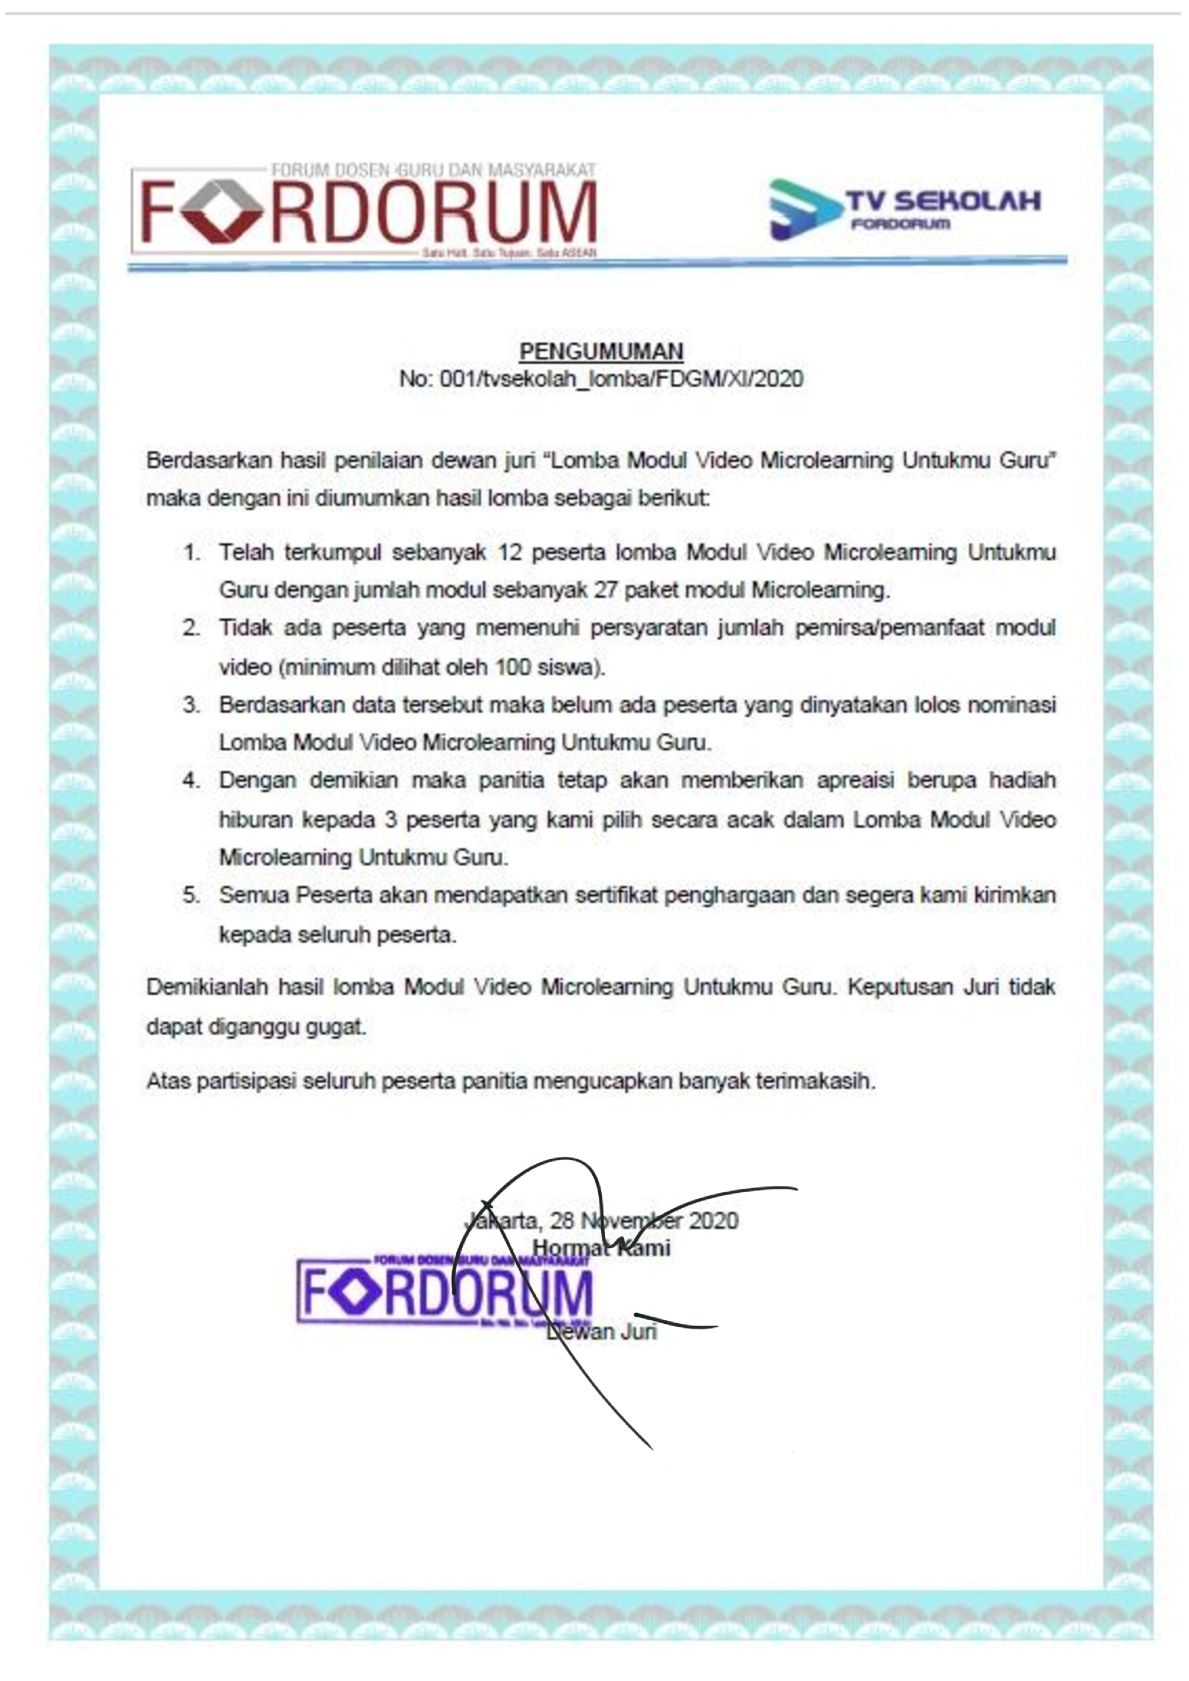 FORUM DOSEN GURU DAN MASYARAKAT
FORDORUM
Satu Hati. Satu Tujuan. Satu ASEAN
TV SEKOLAH
FORDORUM
PENGUMUMAN
No: 001/tvsekolah_lomba/FDGM/XI/2020
Berdasarkan hasil penilaian dewan juri “Lomba Modul Video Microlearning Untukmu Guru”
maka dengan ini diumumkan hasil lomba sebagai berikut:
1. Telah terkumpul sebanyak 12 peserta lomba Modul Video Microlearning Untukmu
Guru dengan jumlah modul sebanyak 27 paket modul Microlearning.
2. Tidak ada peserta yang memenuhi persyaratan jumlah pemirsa/pemanfaat modul
video (minimum dilihat oleh 100 siswa).
3. Berdasarkan data tersebut maka belum ada peserta yang dinyatakan lolos nominasi
Lomba Modul Video Microlearning Untukmu Guru.
4. Dengan demikian maka panitia tetap akan memberikan apreaisi berupa hadiah
hiburan kepada 3 peserta yang kami pilih secara acak dalam Lomba Modul Video
Microlearning Untukmu Guru.
5. Semua Peserta akan mendapatkan sertifikat penghargaan dan segera kami kirimkan
kepada seluruh peserta.
Demikianlah hasil lomba Modul Video Microlearning Untukmu Guru. Keputusan Juri tidak
dapat diganggu gugat.
Atas partisipasi seluruh peserta panitia mengucapkan banyak terimakasih.
Jakarta, 28 November 2020
Hormat Kami
FORUM DOSEN GURU DAN MASYARAKAT
FORDORUM
Dewan Juri